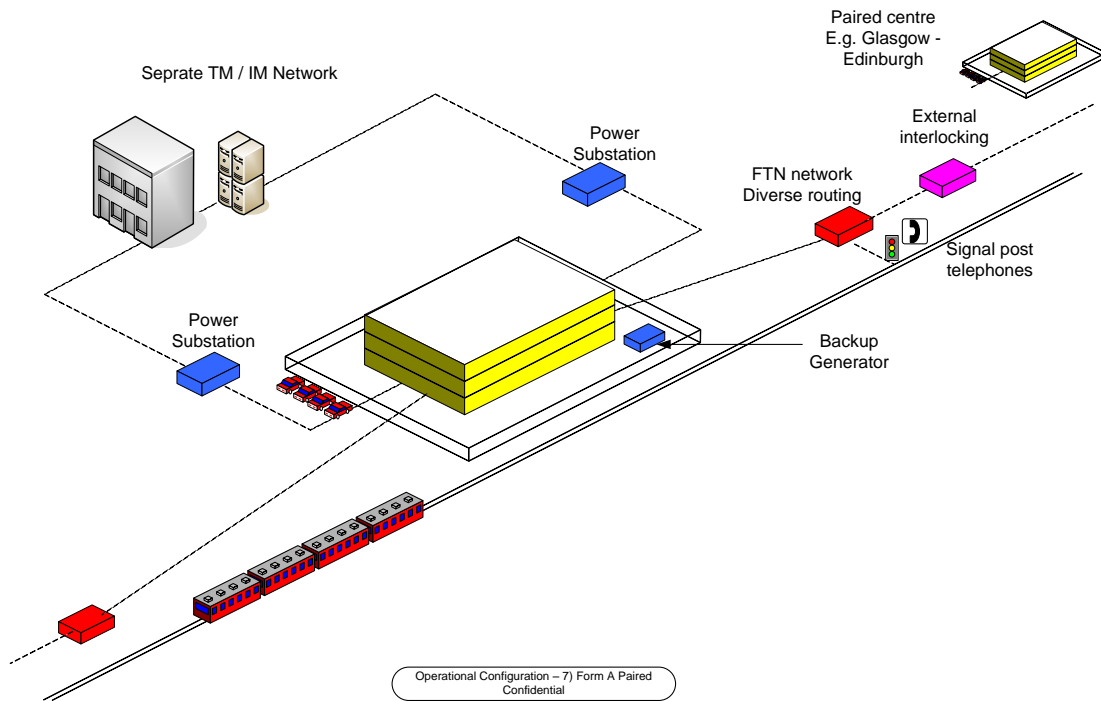 Paired centre
E.g. Glasgow -
Edinburgh
Seprate TM / IM Network
External
interlocking
Power
Substation
FTN network
Diverse routing
Signal post
telephones
Power
Substation
Backup
Generator
Operational Configuration – 7) Form A Paired
Confidential